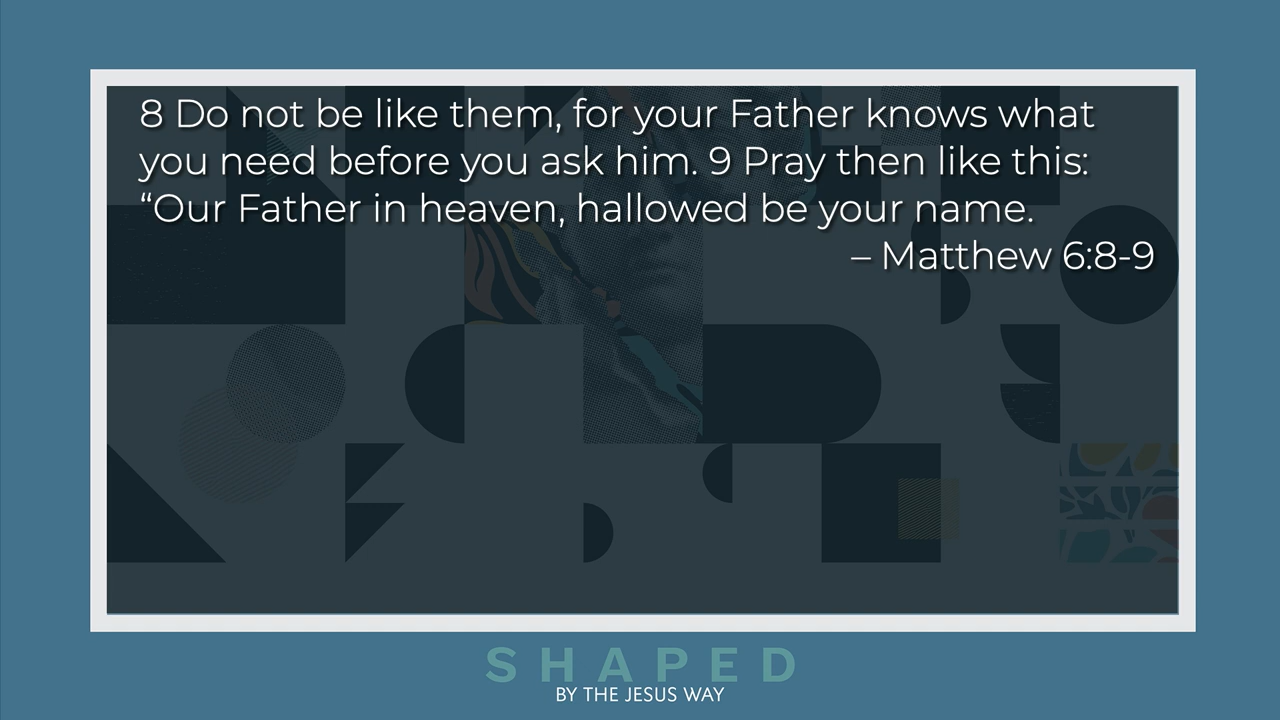 8 Do not be like them, for your Father knows what
you need before you ask him. 9 Pray then like this:
“Our Father in heaven, hallowed be your name.
– Matthew 6:8-9
SHAPED
BY THE JESUS WAY